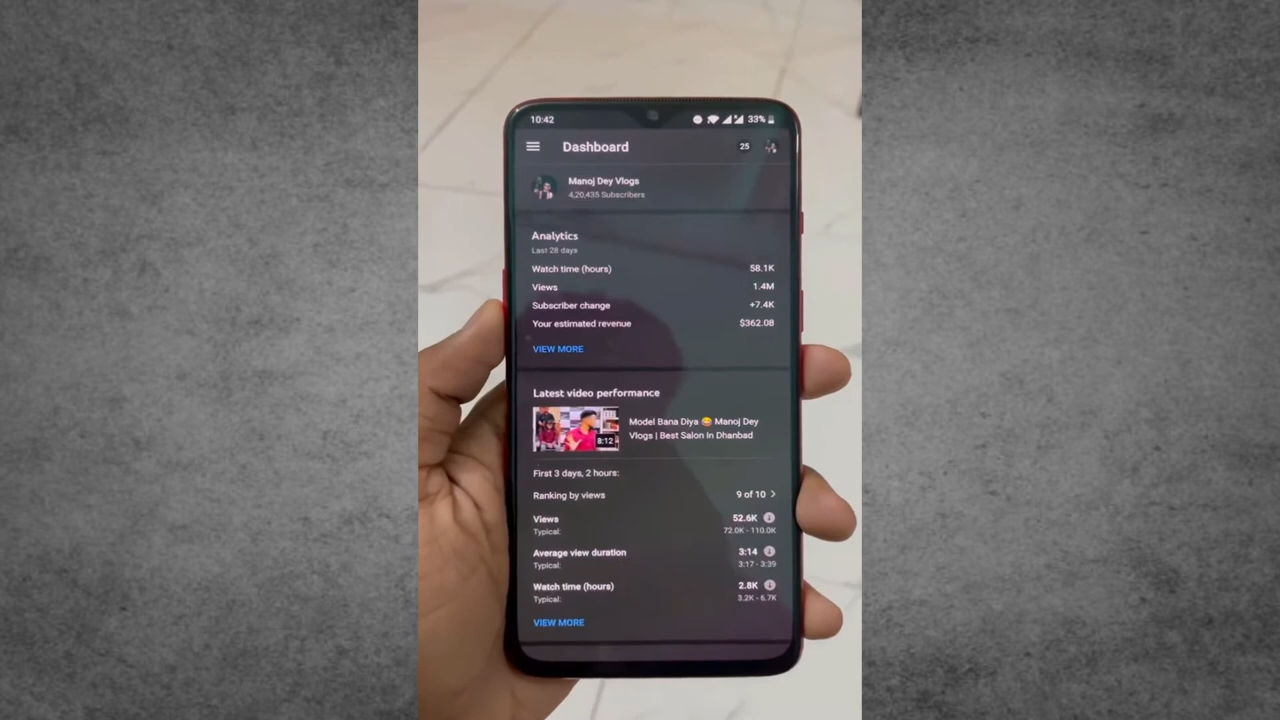 10:42
33%
Dashboard
25
Manoj Dey Vlogs
4,20,435 Subscribers
Analytics
Last 28 days
Watch time (hours) 58.1K
Views 1.4M
Subscriber change +7.4K
Your estimated revenue $362.08
VIEW MORE
Latest video performance
8:12
Model Bana Diya 😂 Manoj Dey
Vlogs | Best Salon In Dhanbad
First 3 days, 2 hours:
Ranking by views 9 of 10
Views 52.6K
Typical: 72.0K - 110.0K
Average view duration 3:14
Typical: 3:17 - 3:39
Watch time (hours) 2.8K
Typical: 3.2K - 6.7K
VIEW MORE